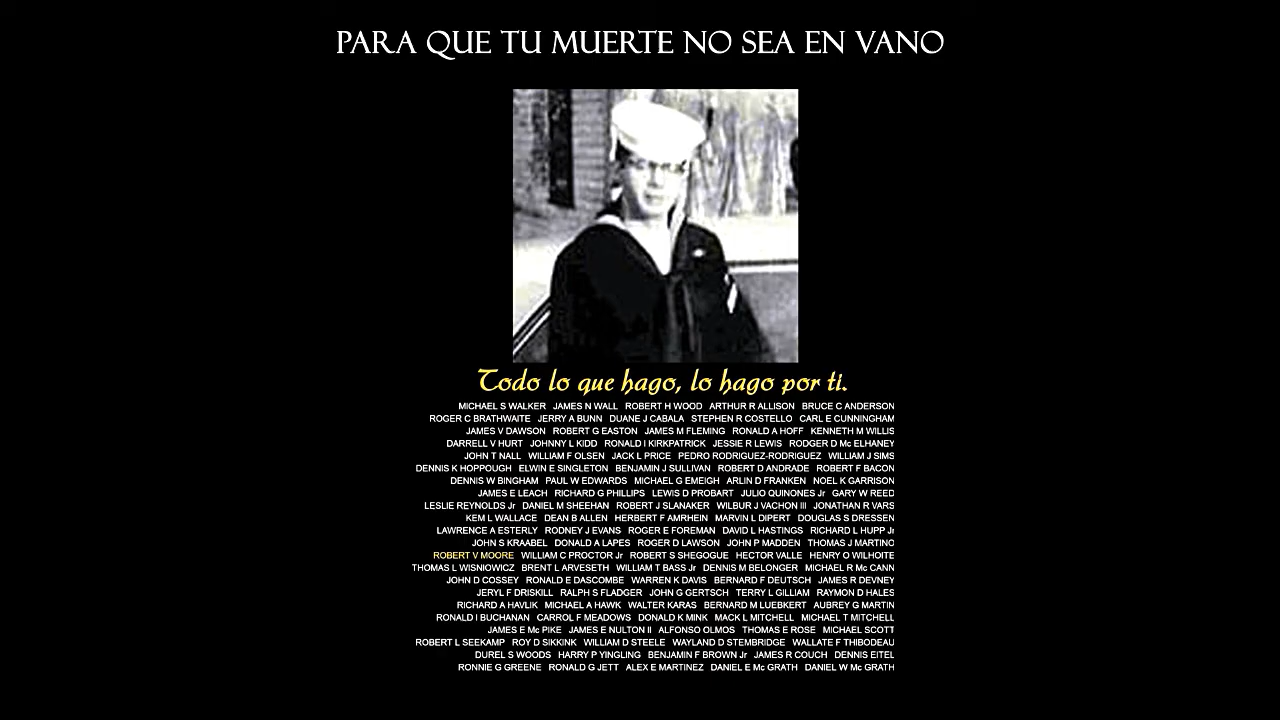 PARA QUE TU MUERTE NO SEA EN VANO
Todo lo que hago, lo hago por ti.
MICHAEL S WALKER JAMES N WALL ROBERT H WOOD ARTHUR R ALLISON BRUCE C ANDERSON
ROGER C BRATHWAITE JERRY A BUNN DUANE J CABALA STEPHEN R COSTELLO CARL E CUNNINGHAM
JAMES V DAWSON ROBERT G EASTON JAMES M FLEMING RONALD A HOFF KENNETH M WILLIS
DARRELL V HURT JOHNNY L KIDD RONALD I KIRKPATRICK JESSIE R LEWIS RODGER D Mc ELHANEY
JOHN T NALL WILLIAM F OLSEN JACK L PRICE PEDRO RODRIGUEZ-RODRIGUEZ WILLIAM J SIMS
DENNIS K HOPPOUGH ELWIN E SINGLETON BENJAMIN J SULLIVAN ROBERT D ANDRADE ROBERT F BACON
DENNIS W BINGHAM PAUL W EDWARDS MICHAEL G EMEIGH ARLIN D FRANKEN NOEL K GARRISON
JAMES E LEACH RICHARD G PHILLIPS LEWIS D PROBART JULIO QUINONES Jr GARY W REED
LESLIE REYNOLDS Jr DANIEL M SHEEHAN ROBERT J SLANAKER WILBUR J VACHON III JONATHAN R VARS
KEM L WALLACE DEAN B ALLEN HERBERT F AMRHEIN MARVIN L DIPERT DOUGLAS S DRESSEN
LAWRENCE A ESTERLY RODNEY J EVANS ROGER E FOREMAN DAVID L HASTINGS RICHARD L HUPP Jr
JOHN S KRAABEL DONALD A LAPES ROGER D LAWSON JOHN P MADDEN THOMAS J MARTINO
ROBERT V MOORE WILLIAM C PROCTOR Jr ROBERT S SHEGOGUE HECTOR VALLE HENRY O WILHOITE
THOMAS L WISNIOWICZ BRENT L ARVESETH WILLIAM T BASS Jr DENNIS M BELONGER MICHAEL R Mc CANN
JOHN D COSSEY RONALD E DASCOMBE WARREN K DAVIS BERNARD F DEUTSCH JAMES R DEVNEY
JERYL F DRISKILL RALPH S FLADGER JOHN G GERTSCH TERRY L GILLIAM RAYMON D HALES
RICHARD A HAVLIK MICHAEL A HAWK WALTER KARAS BERNARD M LUEBKERT AUBREY G MARTIN
RONALD I BUCHANAN CARROL F MEADOWS DONALD K MINK MACK L MITCHELL MICHAEL T MITCHELL
JAMES E Mc PIKE JAMES E NULTON II ALFONSO OLMOS THOMAS E ROSE MICHAEL SCOTT
ROBERT L SEEKAMP ROY D SIKKINK WILLIAM D STEELE WAYLAND D STEMBRIDGE WALLATE F THIBODEAU
DUREL S WOODS HARRY P YINGLING BENJAMIN F BROWN Jr JAMES R COUCH DENNIS EITEL
RONNIE G GREENE RONALD G JETT ALEX E MARTINEZ DANIEL E Mc GRATH DANIEL W Mc GRATH